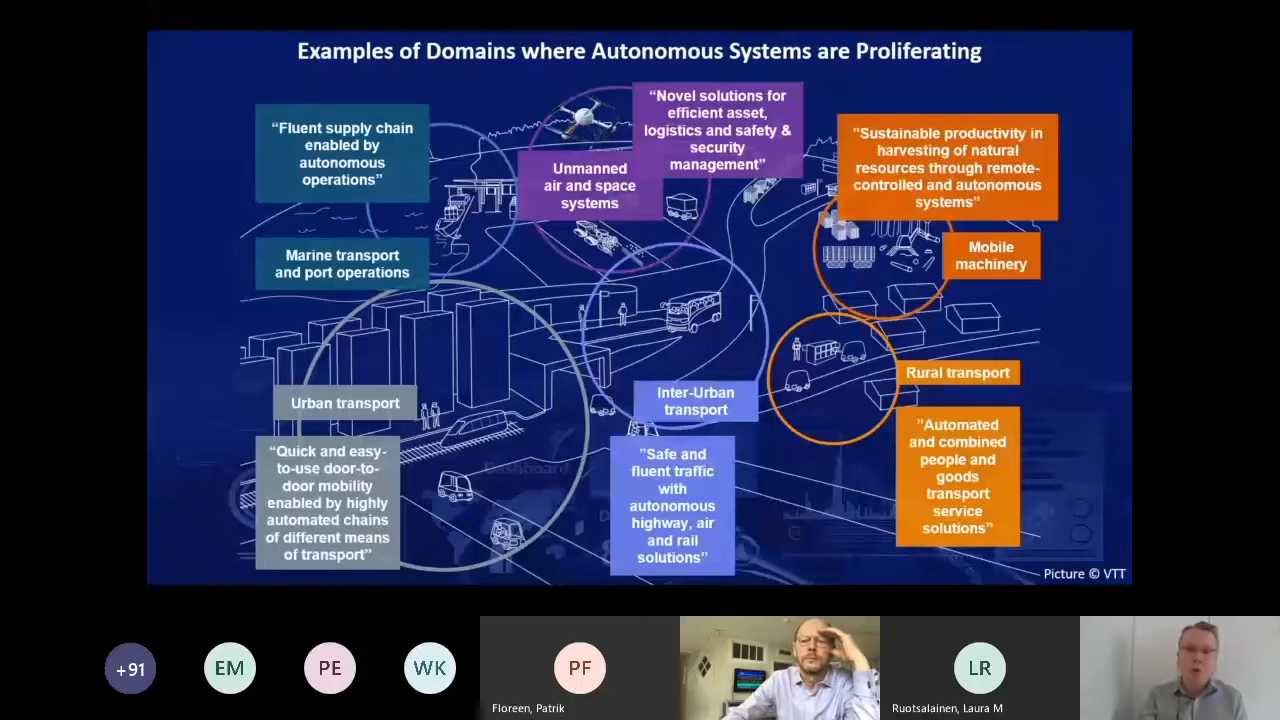 Examples of Domains where Autonomous Systems are Proliferating
“Fluent supply chain
enabled by
autonomous
operations”
Marine transport
and port operations
“Novel solutions for
efficient asset,
logistics and safety &
security
management”
Unmanned
air and space
systems
”Sustainable productivity in
harvesting of natural
resources through remote-
controlled and autonomous
systems”
Mobile
machinery
Urban transport
“Quick and easy-
to-use door-to-
door mobility
enabled by highly
automated chains
of different means
of transport”
Inter-Urban
transport
”Safe and
fluent traffic
with
autonomous
highway, air
and rail
solutions”
Rural transport
”Automated
and combined
people and
goods
transport
service
solutions”
Dashboard
Picture © VTT
+91
EM
PE
WK
PF
Floreen, Patrik
LR
Ruotsalainen, Laura M